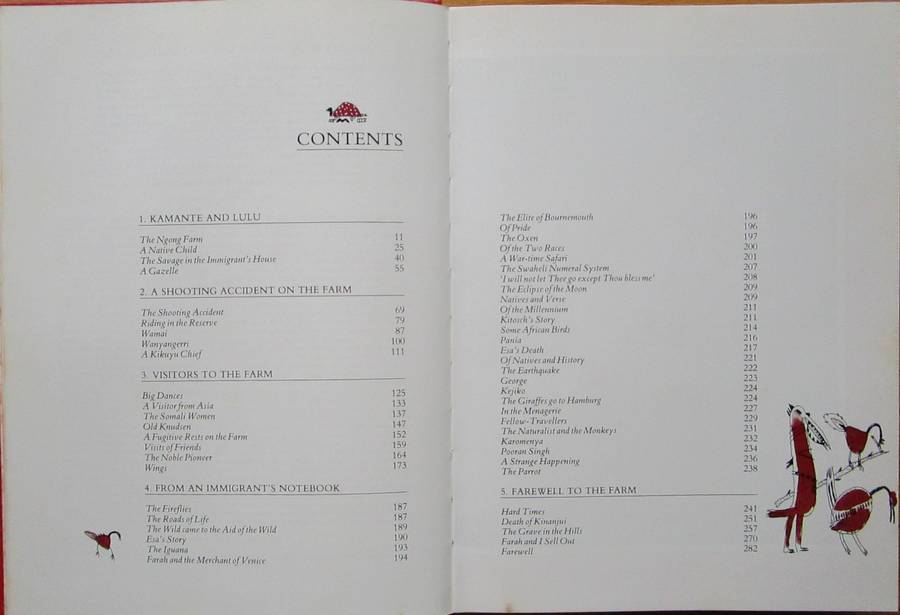 CONTENTS
1. KAMANTE AND LULU
The Ngong Farm 11
A Native Child 25
The Savage in the Immigrant's House 40
A Gazelle 55
2. A SHOOTING ACCIDENT ON THE FARM
The Shooting Accident 69
Riding in the Reserve 79
Wamai 87
Wanyangerri 100
A Kikuyu Chief 111
3. VISITORS TO THE FARM
Big Dances 125
A Visitor from Asia 133
The Somali Women 137
Old Knudsen 147
A Fugitive Rests on the Farm 152
Visits of Friends 159
The Noble Pioneer 164
Wings 173
4. FROM AN IMMIGRANT'S NOTEBOOK
The Fireflies 187
The Roads of Life 187
The Wild came to the Aid of the Wild 189
Esa's Story 190
The Iguana 193
Farah and the Merchant of Venice 194
The Elite of Bournemouth 196
Of Pride 196
The Oxen 197
Of the Two Races 200
A War-time Safari 201
The Swaheli Numeral System 207
'I will not let Thee go except Thou bless me' 208
The Eclipse of the Moon 209
Natives and Verse 209
Of the Millennium 211
Kitosch's Story 211
Some African Birds 214
Pania 216
Esa's Death 217
Of Natives and History 221
The Earthquake 222
George 223
Kejiko 224
The Giraffes go to Hamburg 224
In the Menagerie 227
Fellow-Travellers 229
The Naturalist and the Monkeys 231
Karomenya 232
Pooran Singh 234
A Strange Happening 236
The Parrot 238
5. FAREWELL TO THE FARM
Hard Times 241
Death of Kinanjui 251
The Grave in the Hills 257
Farah and I Sell Out 270
Farewell 282